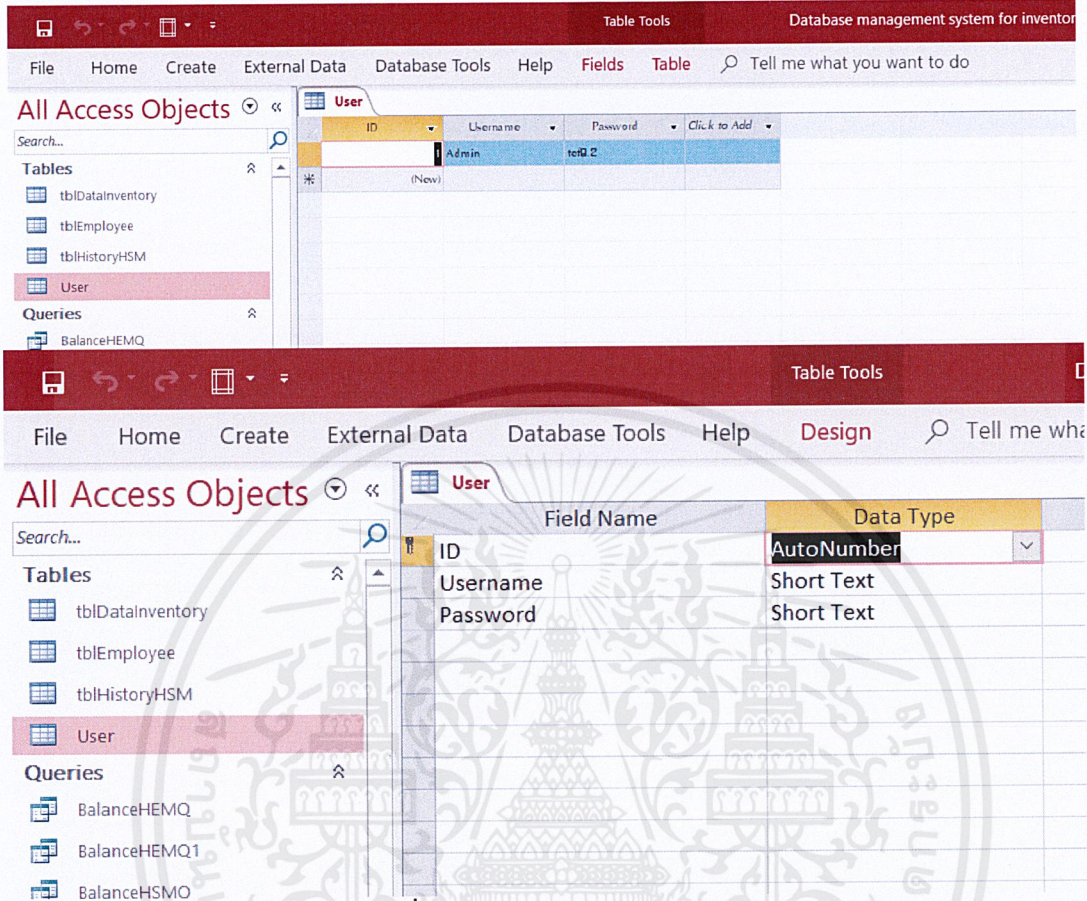 Table Tools Database management system for inventor
File Home Create External Data Database Tools Help Fields Table Tell me what you want to do
All Access Objects
User
ID Username Password Click to Add
Search...
1 Admin
Tables
(New)
tblDataInventory
tblEmployee
tblHistoryHSM
User
Queries
BalanceHEMQ
Table Tools
File Home Create External Data Database Tools Help Design Tell me wha
All Access Objects
User
Field Name Data Type
Search...
ID AutoNumber
Tables
Username Short Text
tblDataInventory
Password Short Text
tblEmployee
tblHistoryHSM
User
Queries
BalanceHEMQ
BalanceHEMQ1
BalanceHSMQ